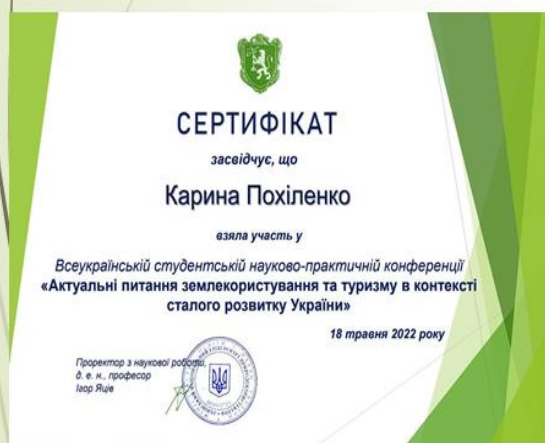 СЕРТИФІКАТ
засвідчує, що
Карина Похіленко
взяла участь у
Всеукраїнській студентській науково-практичній конференції
«Актуальні питання землекористування та туризму в контексті
сталого розвитку України»
18 травня 2022 року
Проректор з наукової роботи,
д. е. н., професор
Ігор Яців